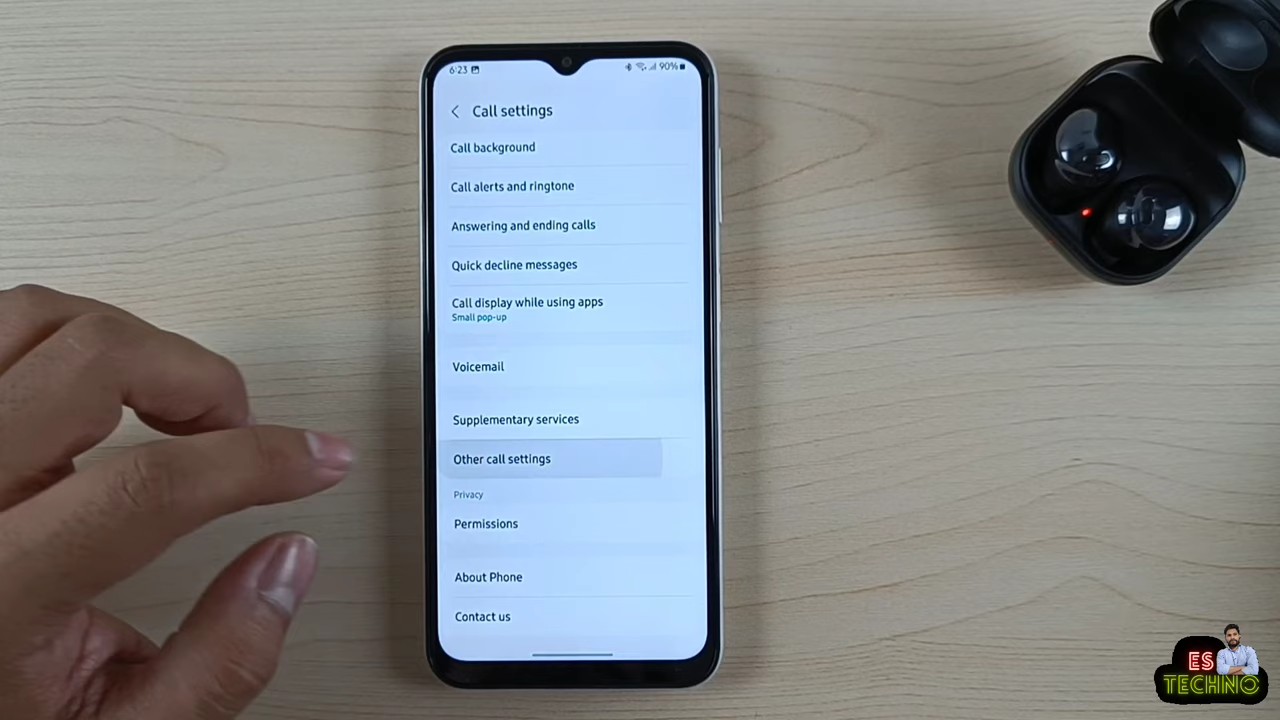 6:23 90%
Call settings
Call background
Call alerts and ringtone
Answering and ending calls
Quick decline messages
Call display while using apps
Small pop-up
Voicemail
Supplementary services
Other call settings
Privacy
Permissions
About Phone
Contact us
ES
TECHNO